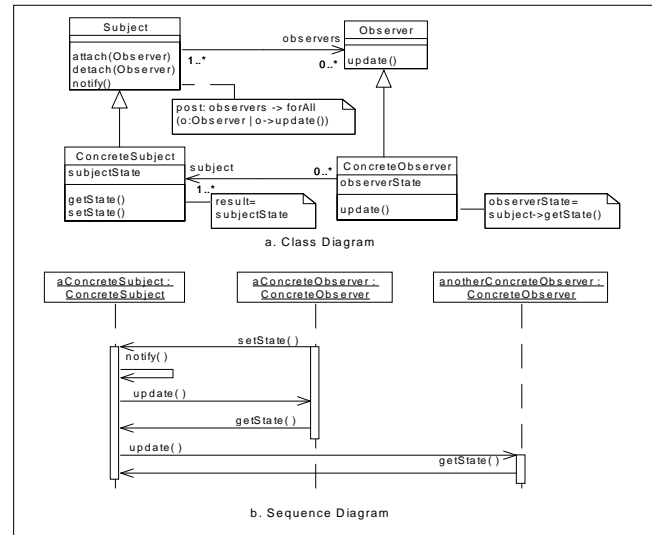 Subject
attach(Observer)
detach(Observer)
notify()
observers
1..*
0..*
Observer
update()
post: observers -> forAll
(o:Observer | o->update())
ConcreteSubject
subjectState
getState()
setState()
subject
1..*
0..*
result=
subjectState
ConcreteObserver
observerState
update()
observerState=
subject->getState()
a. Class Diagram
aConcreteSubject :
ConcreteSubject
aConcreteObserver :
ConcreteObserver
anotherConcreteObserver :
ConcreteObserver
setState()
notify()
update()
getState()
update()
getState()
b. Sequence Diagram